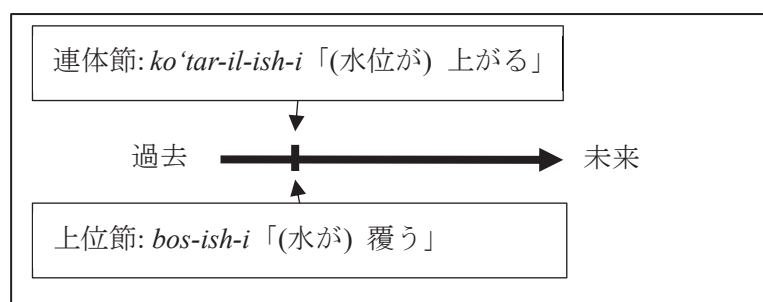 連体節: ko‘tar-il-ish-i「(水位が) 上がる」
過去
未来
上位節: bos-ish-i「(水が) 覆う」